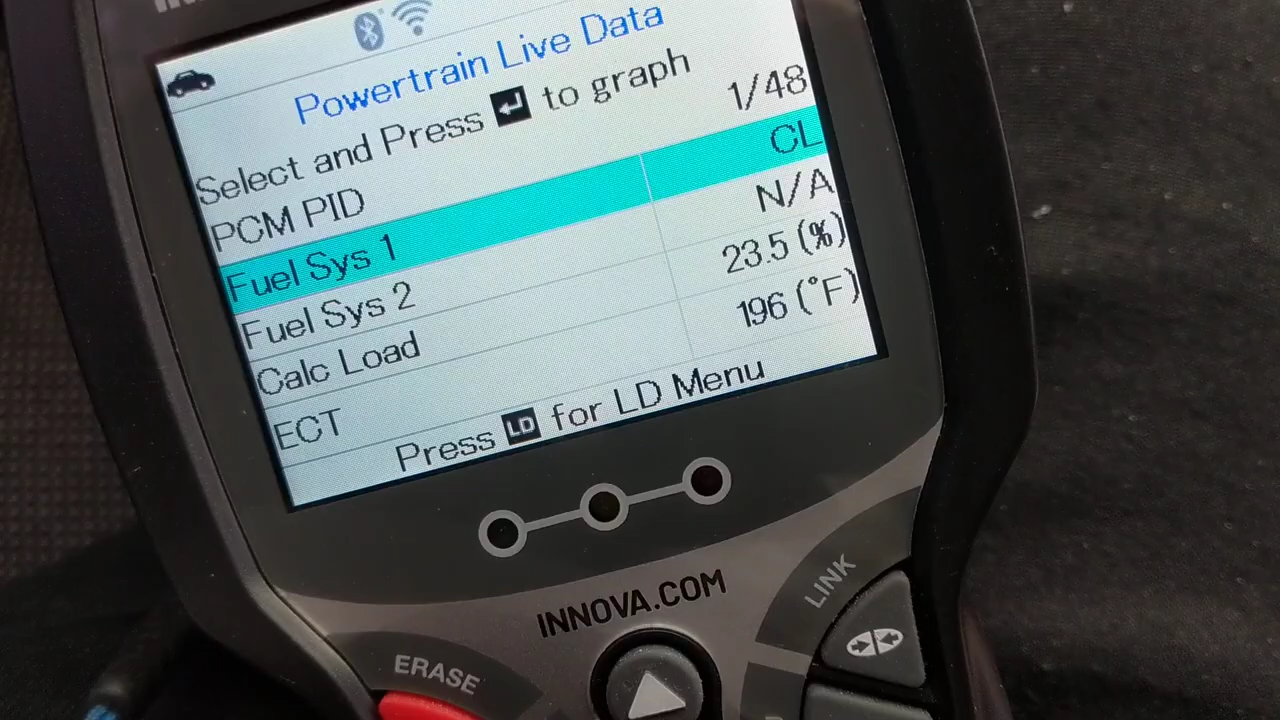 Powertrain Live Data
Select and Press to graph
PCM PID 1/48
Fuel Sys 1 CL
Fuel Sys 2 N/A
Calc Load 23.5 (%)
ECT 196 (°F)
Press LD for LD Menu
INNOVA.COM
LINK
ERASE